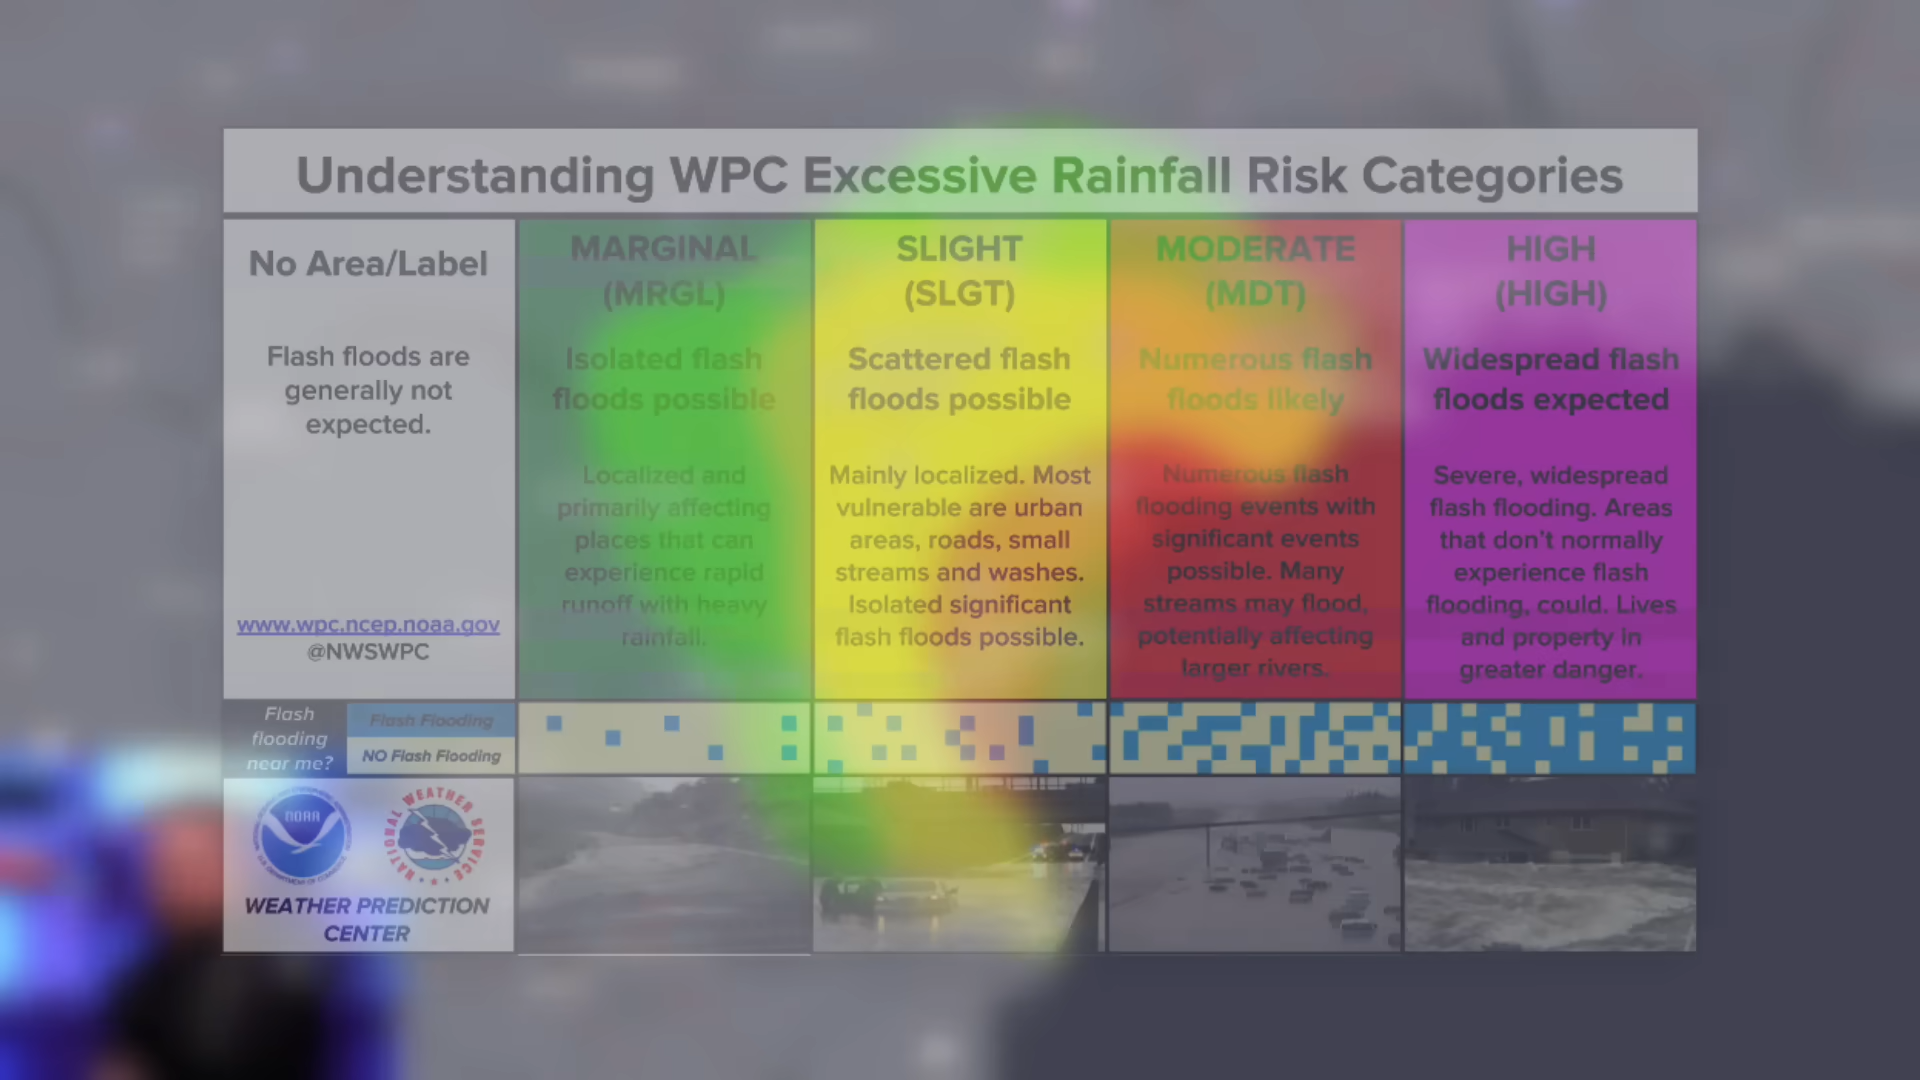 Understanding WPC Excessive Rainfall Risk Categories
No Area/Label
Flash floods are
generally not
expected.
www.wpc.ncep.noaa.gov
@NWSWPC
MARGINAL
(MRGL)
Isolated flash
floods possible
Localized and
primarily affecting
places that can
experience rapid
runoff with heavy
rainfall.
SLIGHT
(SLGT)
Scattered flash
floods possible
Mainly localized. Most
vulnerable are urban
areas, roads, small
streams and washes.
Isolated significant
flash floods possible.
MODERATE
(MDT)
Numerous flash
floods likely
Numerous flash
flooding events with
significant events
possible. Many
streams may flood,
potentially affecting
larger rivers.
HIGH
(HIGH)
Widespread flash
floods expected
Severe, widespread
flash flooding. Areas
that don't normally
experience flash
flooding, could. Lives
and property in
greater danger.
Flash
flooding
near me?
Flash Flooding
NO Flash Flooding
NOAA
NATIONAL WEATHER SERVICE
WEATHER PREDICTION
CENTER